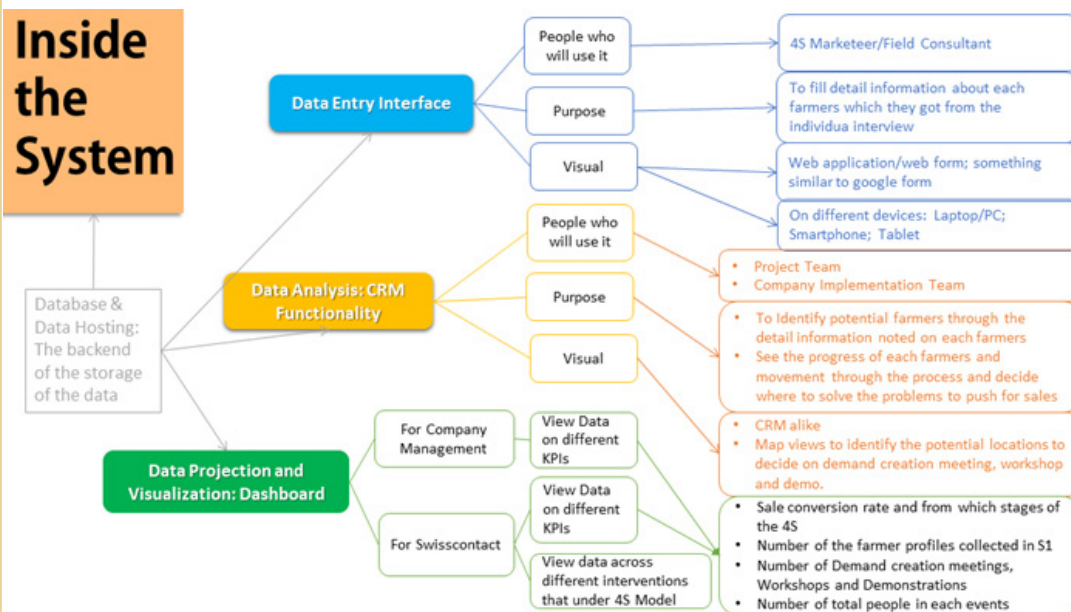 Inside
the
System
Data Entry Interface
People who
will use it
4S Marketeer/Field Consultant
Purpose
To fill detail information about each
farmers which they got from the
individua interview
Visual
Web application/web form; something
similar to google form
On different devices: Laptop/PC;
Smartphone; Tablet
Database &
Data Hosting:
The backend
of the storage
of the data
Data Analysis: CRM
Functionality
People who
will use it
• Project Team
• Company Implementation Team
Purpose
• To Identify potential farmers through the
detail information noted on each farmers
• See the progress of each farmers and
movement through the process and decide
where to solve the problems to push for sales
Visual
• CRM alike
• Map views to identify the potential locations to
decide on demand creation meeting, workshop
and demo.
Data Projection and
Visualization: Dashboard
For Company
Management
View Data
on different
KPIs
For Swisscontact
View Data
on different
KPIs
View data across
different interventions
that under 4S Model
• Sale conversion rate and from which stages of
the 4S
• Number of the farmer profiles collected in S1
• Number of Demand creation meetings,
Workshops and Demonstrations
• Number of total people in each events